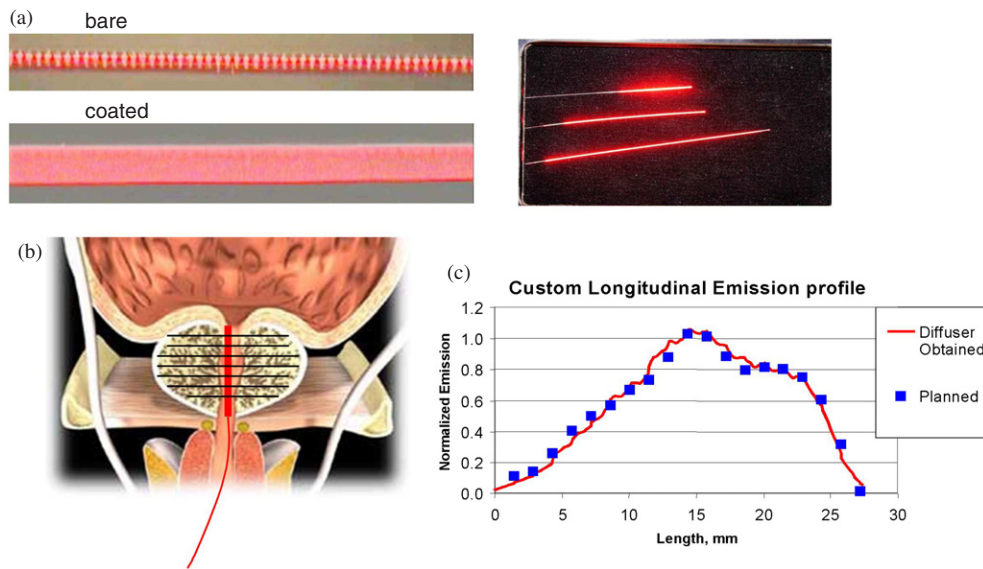 (a)
bare
coated
(b)
(c)
Custom Longitudinal Emission profile
Normalized Emission
1.2
1.0
0.8
0.6
0.4
0.2
0.0
0
5
10
15
20
25
30
Length, mm
Diffuser
Obtained
Planned